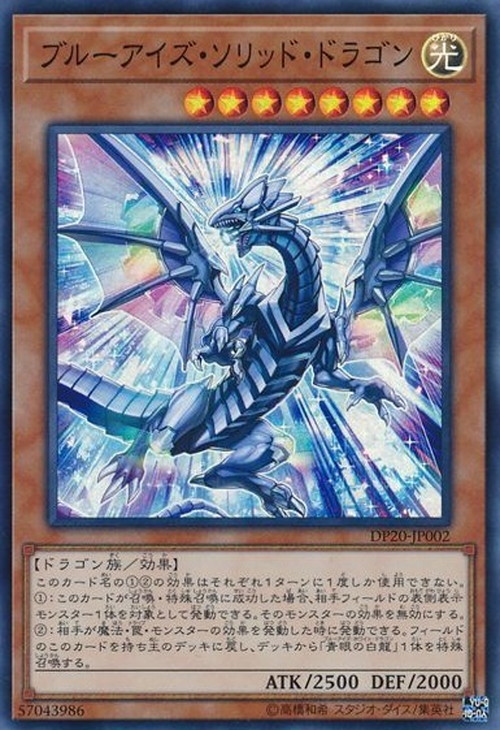 ブルーアイズ・ソリッド・ドラゴン
光
DP20-JP002
【ドラゴン族/効果】
このカード名の①②の効果はそれぞれ1ターンに1度しか使用できない。
①:このカードが召喚・特殊召喚に成功した場合、相手フィールドの表側表示
モンスター1体を対象として発動できる。そのモンスターの効果を無効にする。
②:相手が魔法・罠・モンスターの効果を発動した時に発動できる。フィールド
のこのカードを持ち主のデッキに戻し、デッキから「青眼の白龍」1体を特殊
召喚する。
ATK/2500 DEF/2000
57043986 ©高橋和希 スタジオ・ダイス/集英社